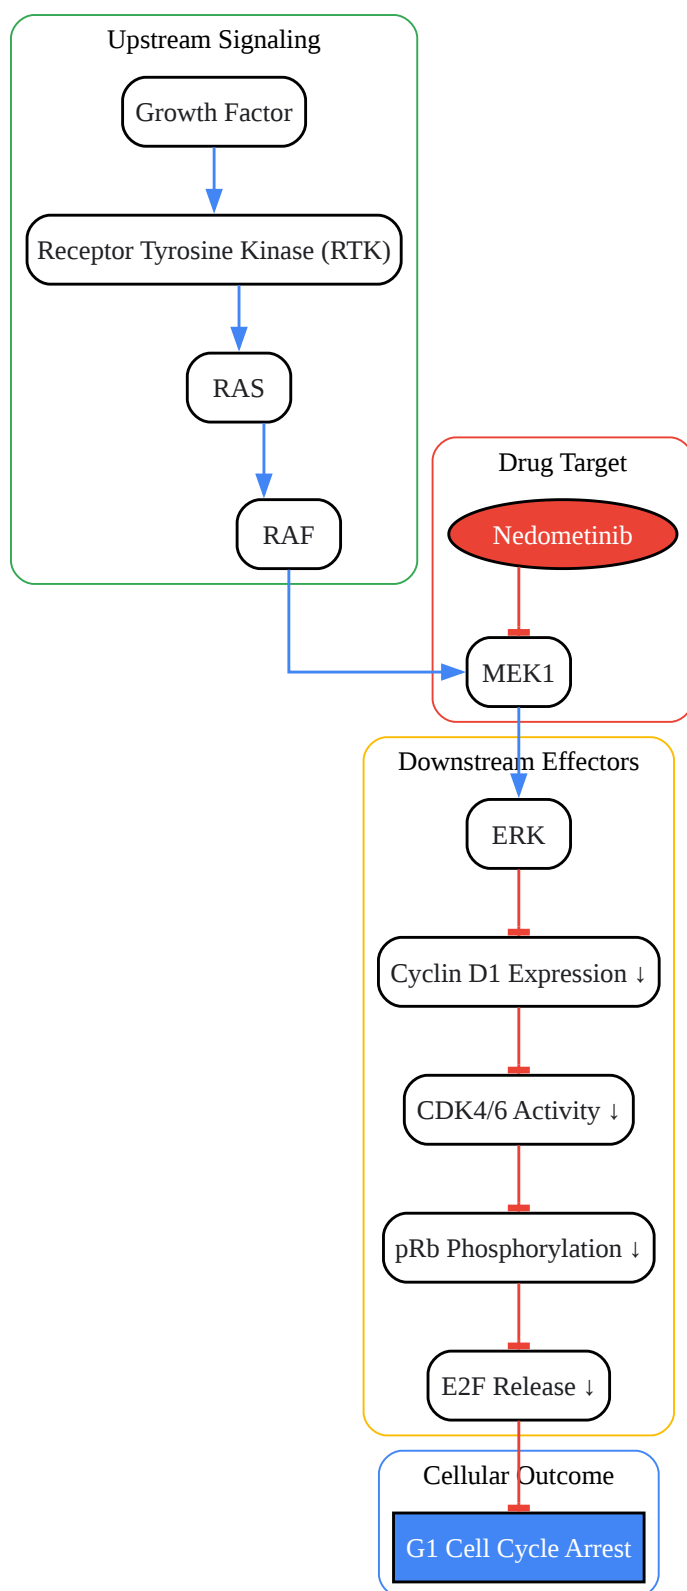 Upstream Signaling
Growth Factor
Receptor Tyrosine Kinase (RTK)
RAS
RAF
Drug Target
Nedometinib
MEK1
Downstream Effectors
ERK
Cyclin D1 Expression ↓
CDK4/6 Activity ↓
pRb Phosphorylation ↓
E2F Release ↓
Cellular Outcome
G1 Cell Cycle Arrest